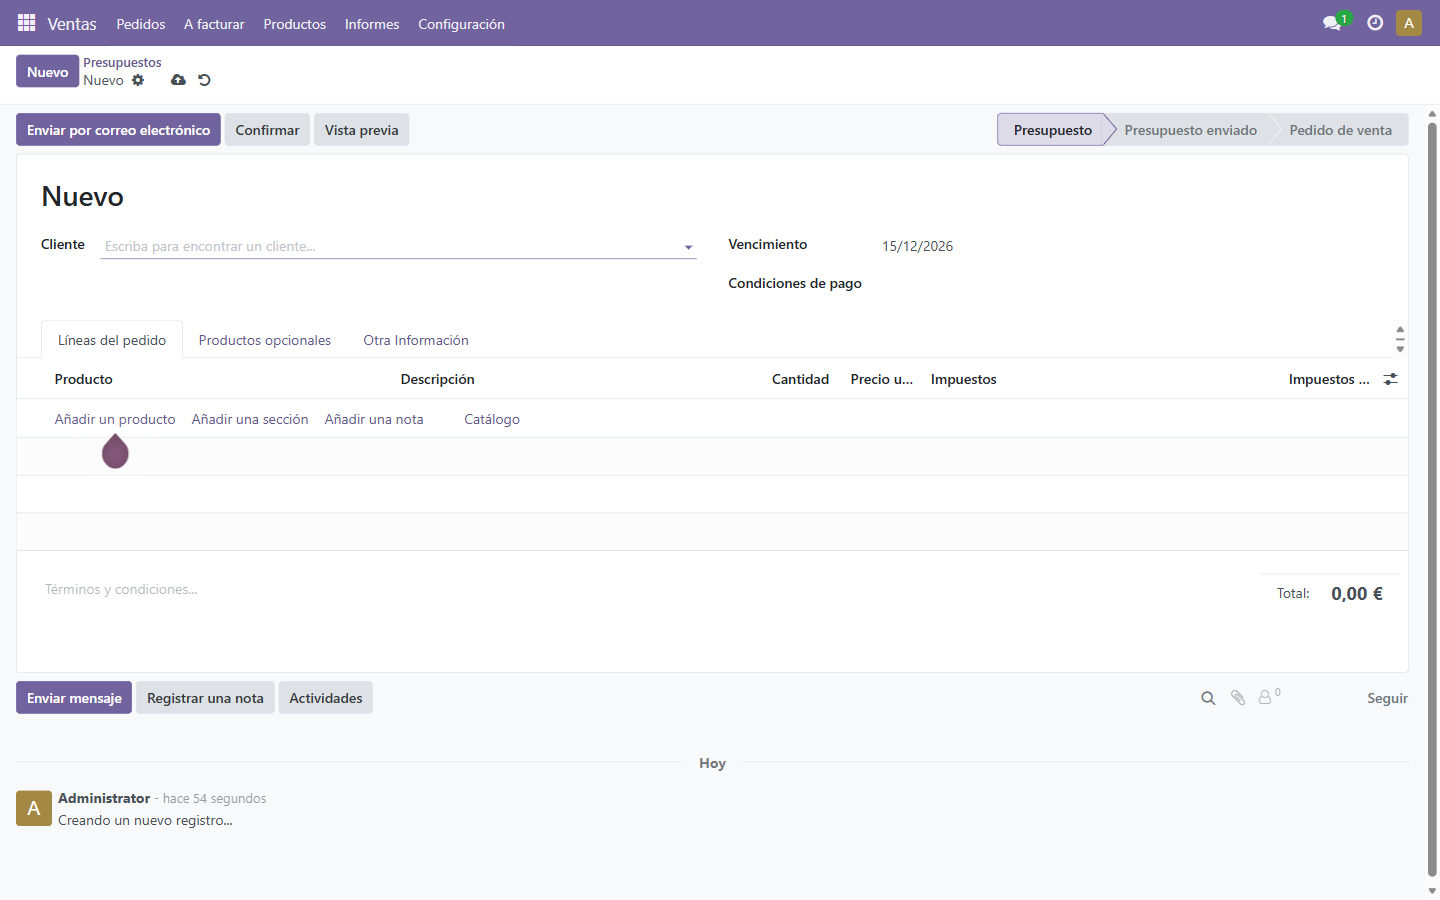 Ventas Pedidos A facturar Productos Informes Configuración 1 A
Nuevo Presupuestos
Nuevo
Enviar por correo electrónico Confirmar Vista previa Presupuesto Presupuesto enviado Pedido de venta
Nuevo
Cliente Escriba para encontrar un cliente... Vencimiento 15/12/2026
Condiciones de pago
Líneas del pedido Productos opcionales Otra Información
Producto Descripción Cantidad Precio u... Impuestos Impuestos ...
Añadir un producto Añadir una sección Añadir una nota Catálogo
Términos y condiciones... Total: 0,00 €
Enviar mensaje Registrar una nota Actividades 0 Seguir
Hoy
A Administrator - hace 54 segundos
Creando un nuevo registro...